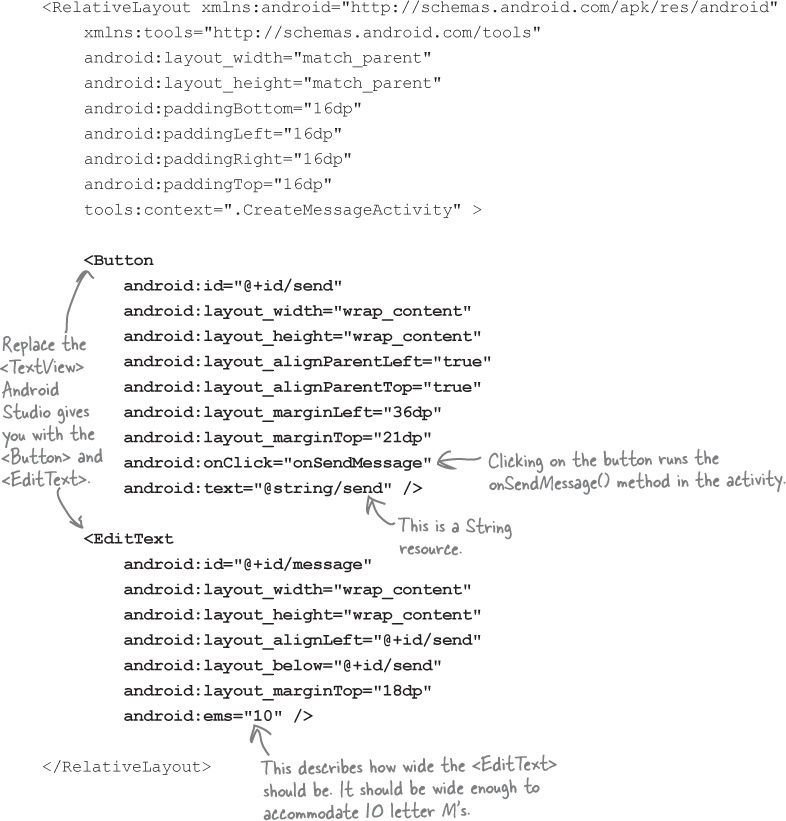 <RelativeLayout xmlns:android="http://schemas.android.com/apk/res/android"
xmlns:tools="http://schemas.android.com/tools"
android:layout_width="match_parent"
android:layout_height="match_parent"
android:paddingBottom="16dp"
android:paddingLeft="16dp"
android:paddingRight="16dp"
android:paddingTop="16dp"
tools:context=".CreateMessageActivity" >
<Button
android:id="@+id/send"
android:layout_width="wrap_content"
android:layout_height="wrap_content"
android:layout_alignParentLeft="true"
android:layout_alignParentTop="true"
android:layout_marginLeft="36dp"
android:layout_marginTop="21dp"
android:onClick="onSendMessage"
android:text="@string/send" />
Replace the
<TextView>
Android
Studio gives
you with the
<Button> and
<EditText>.
Clicking on the button runs the
onSendMessage() method in the activity.
This is a String
resource.
<EditText
android:id="@+id/message"
android:layout_width="wrap_content"
android:layout_height="wrap_content"
android:layout_alignLeft="@+id/send"
android:layout_below="@+id/send"
android:layout_marginTop="18dp"
android:ems="10" />
</RelativeLayout>
This describes how wide the <EditText>
should be. It should be wide enough to
accommodate 10 letter M's.